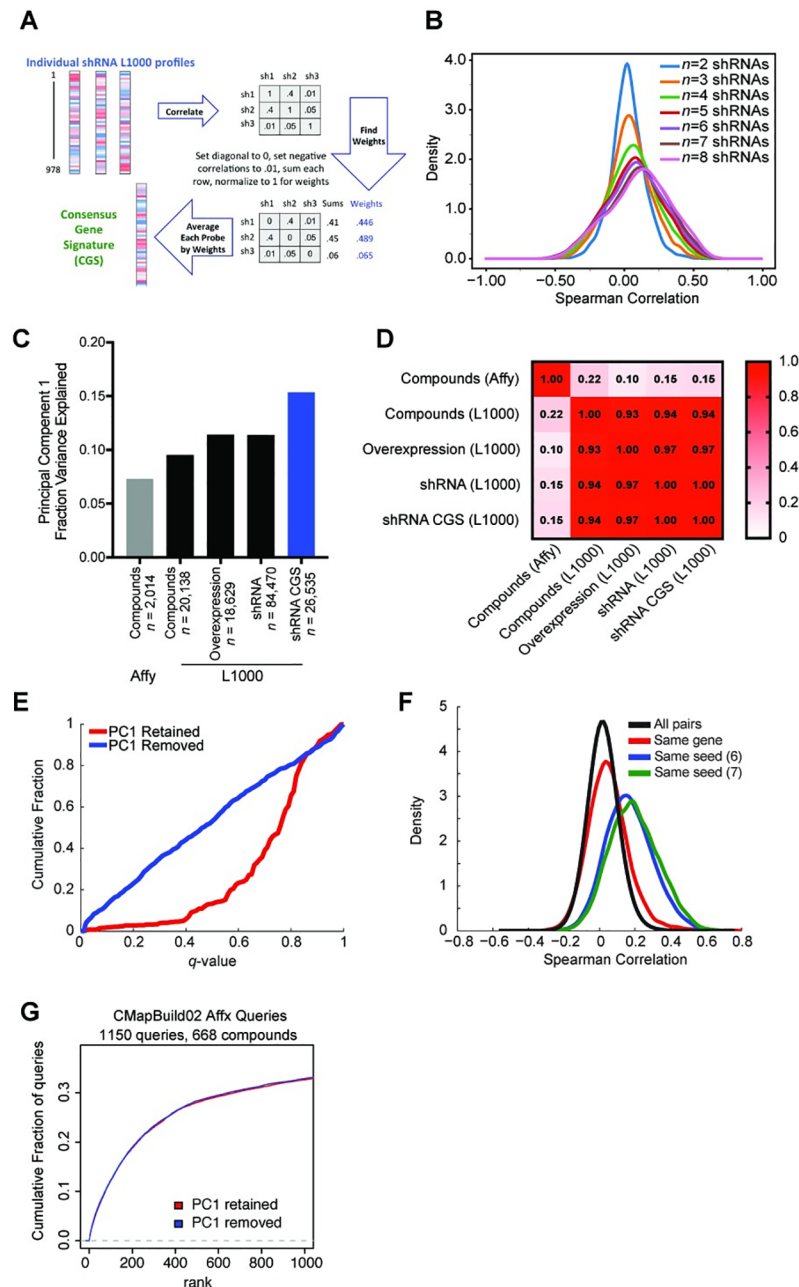 A
Individual shRNA L1000 profiles
1
978
Correlate
sh1 sh2 sh3
sh1 1 .4 .01
sh2 .4 1 .05
sh3 .01 .05 1
Find
Weights
Set diagonal to 0, set negative
correlations to .01, sum each
row, normalize to 1 for weights
sh1 sh2 sh3 Sums Weights
sh1 0 .4 .01 .41 .446
sh2 .4 0 .05 .45 .489
sh3 .01 .05 0 .06 .065
Average
Each Probe
by Weights
Consensus
Gene
Signature
(CGS)
B
Density
4.0
3.0
2.0
1.0
0.0
−1.00 −0.50 0.00 0.50 1.00
Spearman Correlation
n=2 shRNAs
n=3 shRNAs
n=4 shRNAs
n=5 shRNAs
n=6 shRNAs
n=7 shRNAs
n=8 shRNAs
C
Principal Compenent 1
Fraction Variance Explained
0.20
0.15
0.10
0.05
0.00
Compounds
n = 2,014
Compounds
n = 20,138
Overexpression
n = 18,629
shRNA
n = 84,470
shRNA CGS
n = 26,535
Affy
L1000
D
Compounds (Affy) 1.00 0.22 0.10 0.15 0.15
Compounds (L1000) 0.22 1.00 0.93 0.94 0.94
Overexpression (L1000) 0.10 0.93 1.00 0.97 0.97
shRNA (L1000) 0.15 0.94 0.97 1.00 1.00
shRNA CGS (L1000) 0.15 0.94 0.97 1.00 1.00
Compounds (Affy)
Compounds (L1000)
Overexpression (L1000)
shRNA (L1000)
shRNA CGS (L1000)
1.0
0.8
0.6
0.4
0.2
0
E
PC1 Retained
PC1 Removed
Cumulative Fraction
1
0.8
0.6
0.4
0.2
0
0 0.2 0.4 0.6 0.8 1
q-value
F
All pairs
Same gene
Same seed (6)
Same seed (7)
Density
5
4
3
2
1
0
−0.8 −0.6 −0.4 −0.2 0 0.2 0.4 0.6 0.8
Spearman Correlation
G
CMapBuild02 Affx Queries
1150 queries, 668 compounds
Cumulative Fraction of queries
0.3
0.2
0.1
0.0
PC1 retained
PC1 removed
0 200 400 600 800 1000
rank